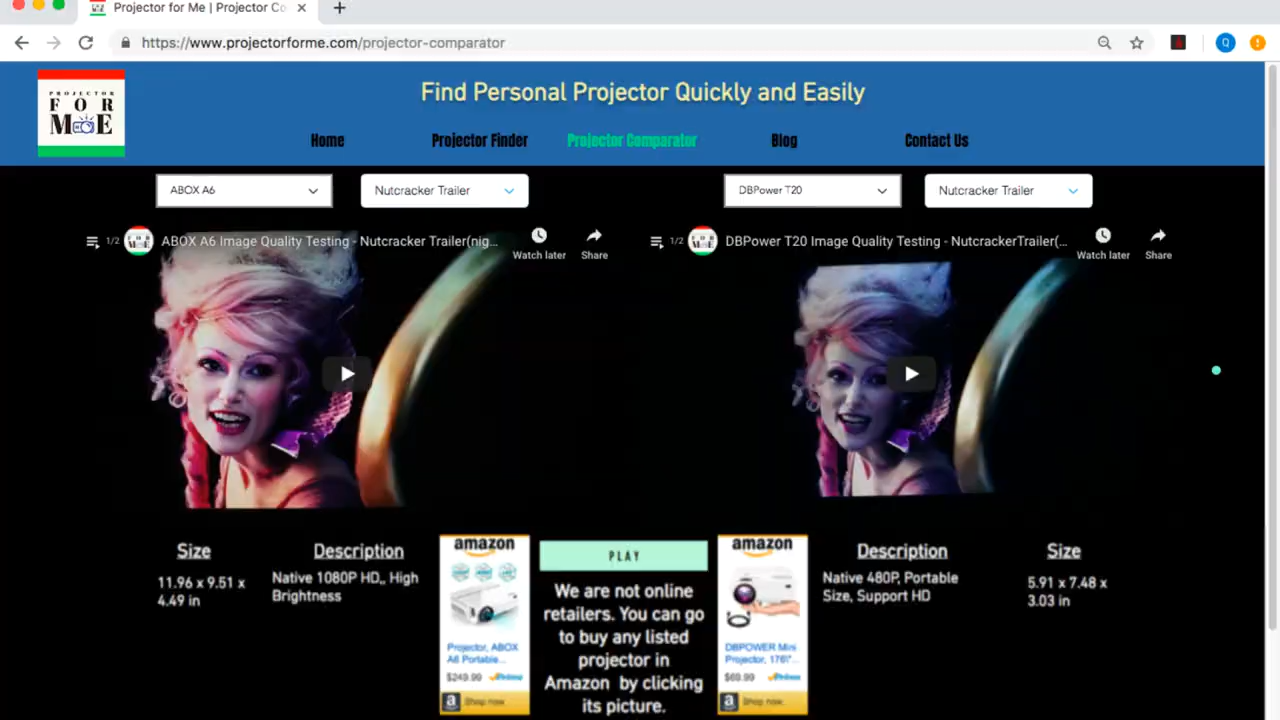 Projector for Me | Projector Co
https://www.projectorforme.com/projector-comparator
Q
PROJECTOR
FOR
ME
Find Personal Projector Quickly and Easily
Home
Projector Finder
Projector Comparator
Blog
Contact Us
ABOX A6
Nutcracker Trailer
DBPower T20
Nutcracker Trailer
1/2
ABOX A6 Image Quality Testing - Nutcracker Trailer(nig...
Watch later
Share
1/2
DBPower T20 Image Quality Testing - NutcrackerTrailer(...
Watch later
Share
Size
11.96 x 9.51 x
4.49 in
Description
Native 1080P HD,, High
Brightness
amazon
Projector, ABOX
A6 Portable...
$249.99
Prime
Shop now
PLAY
We are not online
retailers. You can go
to buy any listed
projector in
Amazon by clicking
its picture.
amazon
DBPOWER Mini
Projector, 176\"...
$69.99
Prime
Shop now
Description
Native 480P, Portable
Size, Support HD
Size
5.91 x 7.48 x
3.03 in